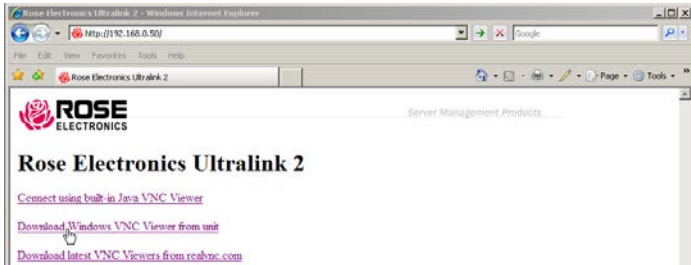 Rose Electronics Ultralink 2 - Windows Internet Explorer
http://192.168.0.50/
Google
File Edit View Favorites Tools Help
Rose Electronics Ultralink 2
Page Tools
ROSE
ELECTRONICS
Server Management Products
Rose Electronics Ultralink 2
Connect using built-in Java VNC Viewer
Download Windows VNC Viewer from unit
Download latest VNC Viewers from realvnc.com